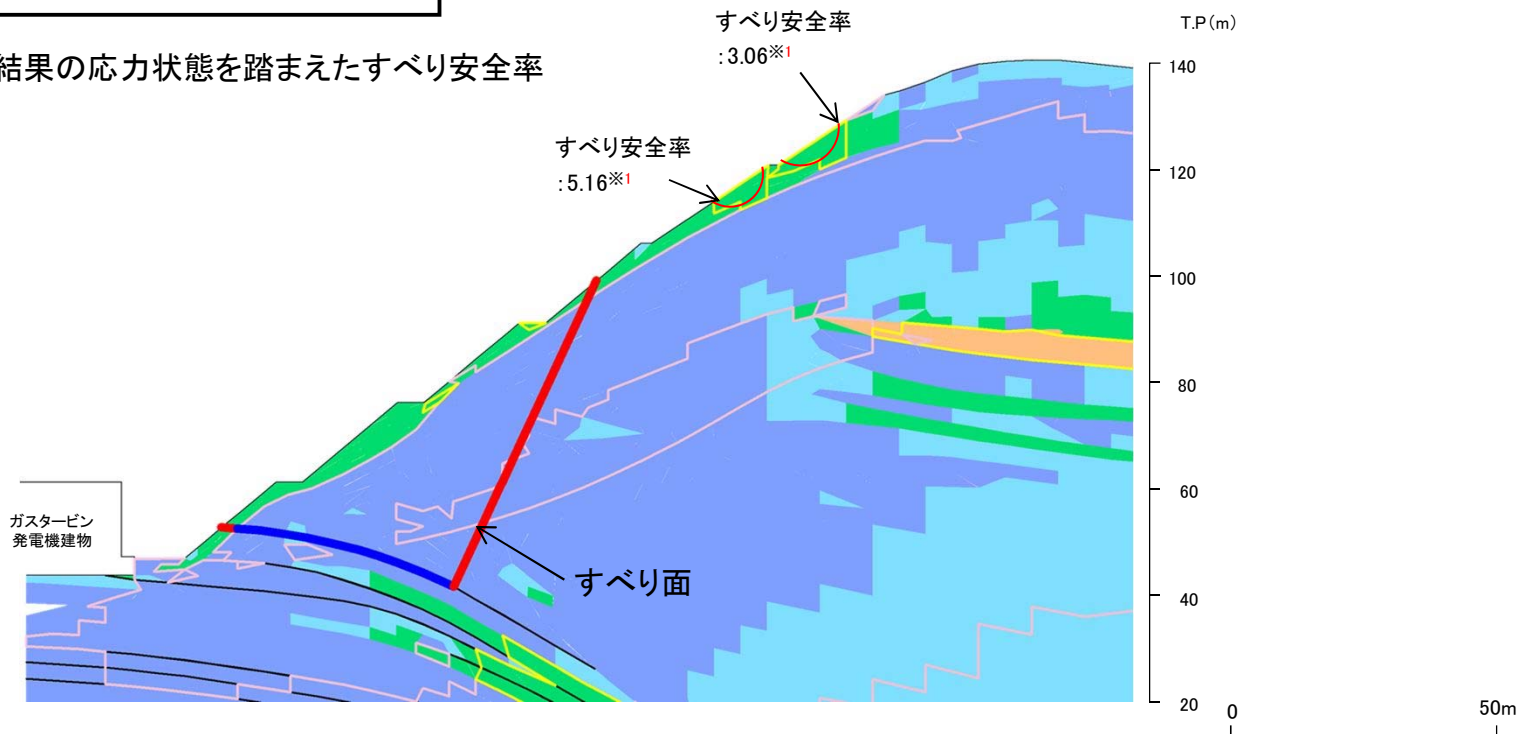 すべり安全率
:3.06※1
T.P(m)
結果の応力状態を踏まえたすべり安全率
140
すべり安全率
:5.16※1
120
100
80
60
ガスタービン
発電機建物
すべり面
40
20
0
50m